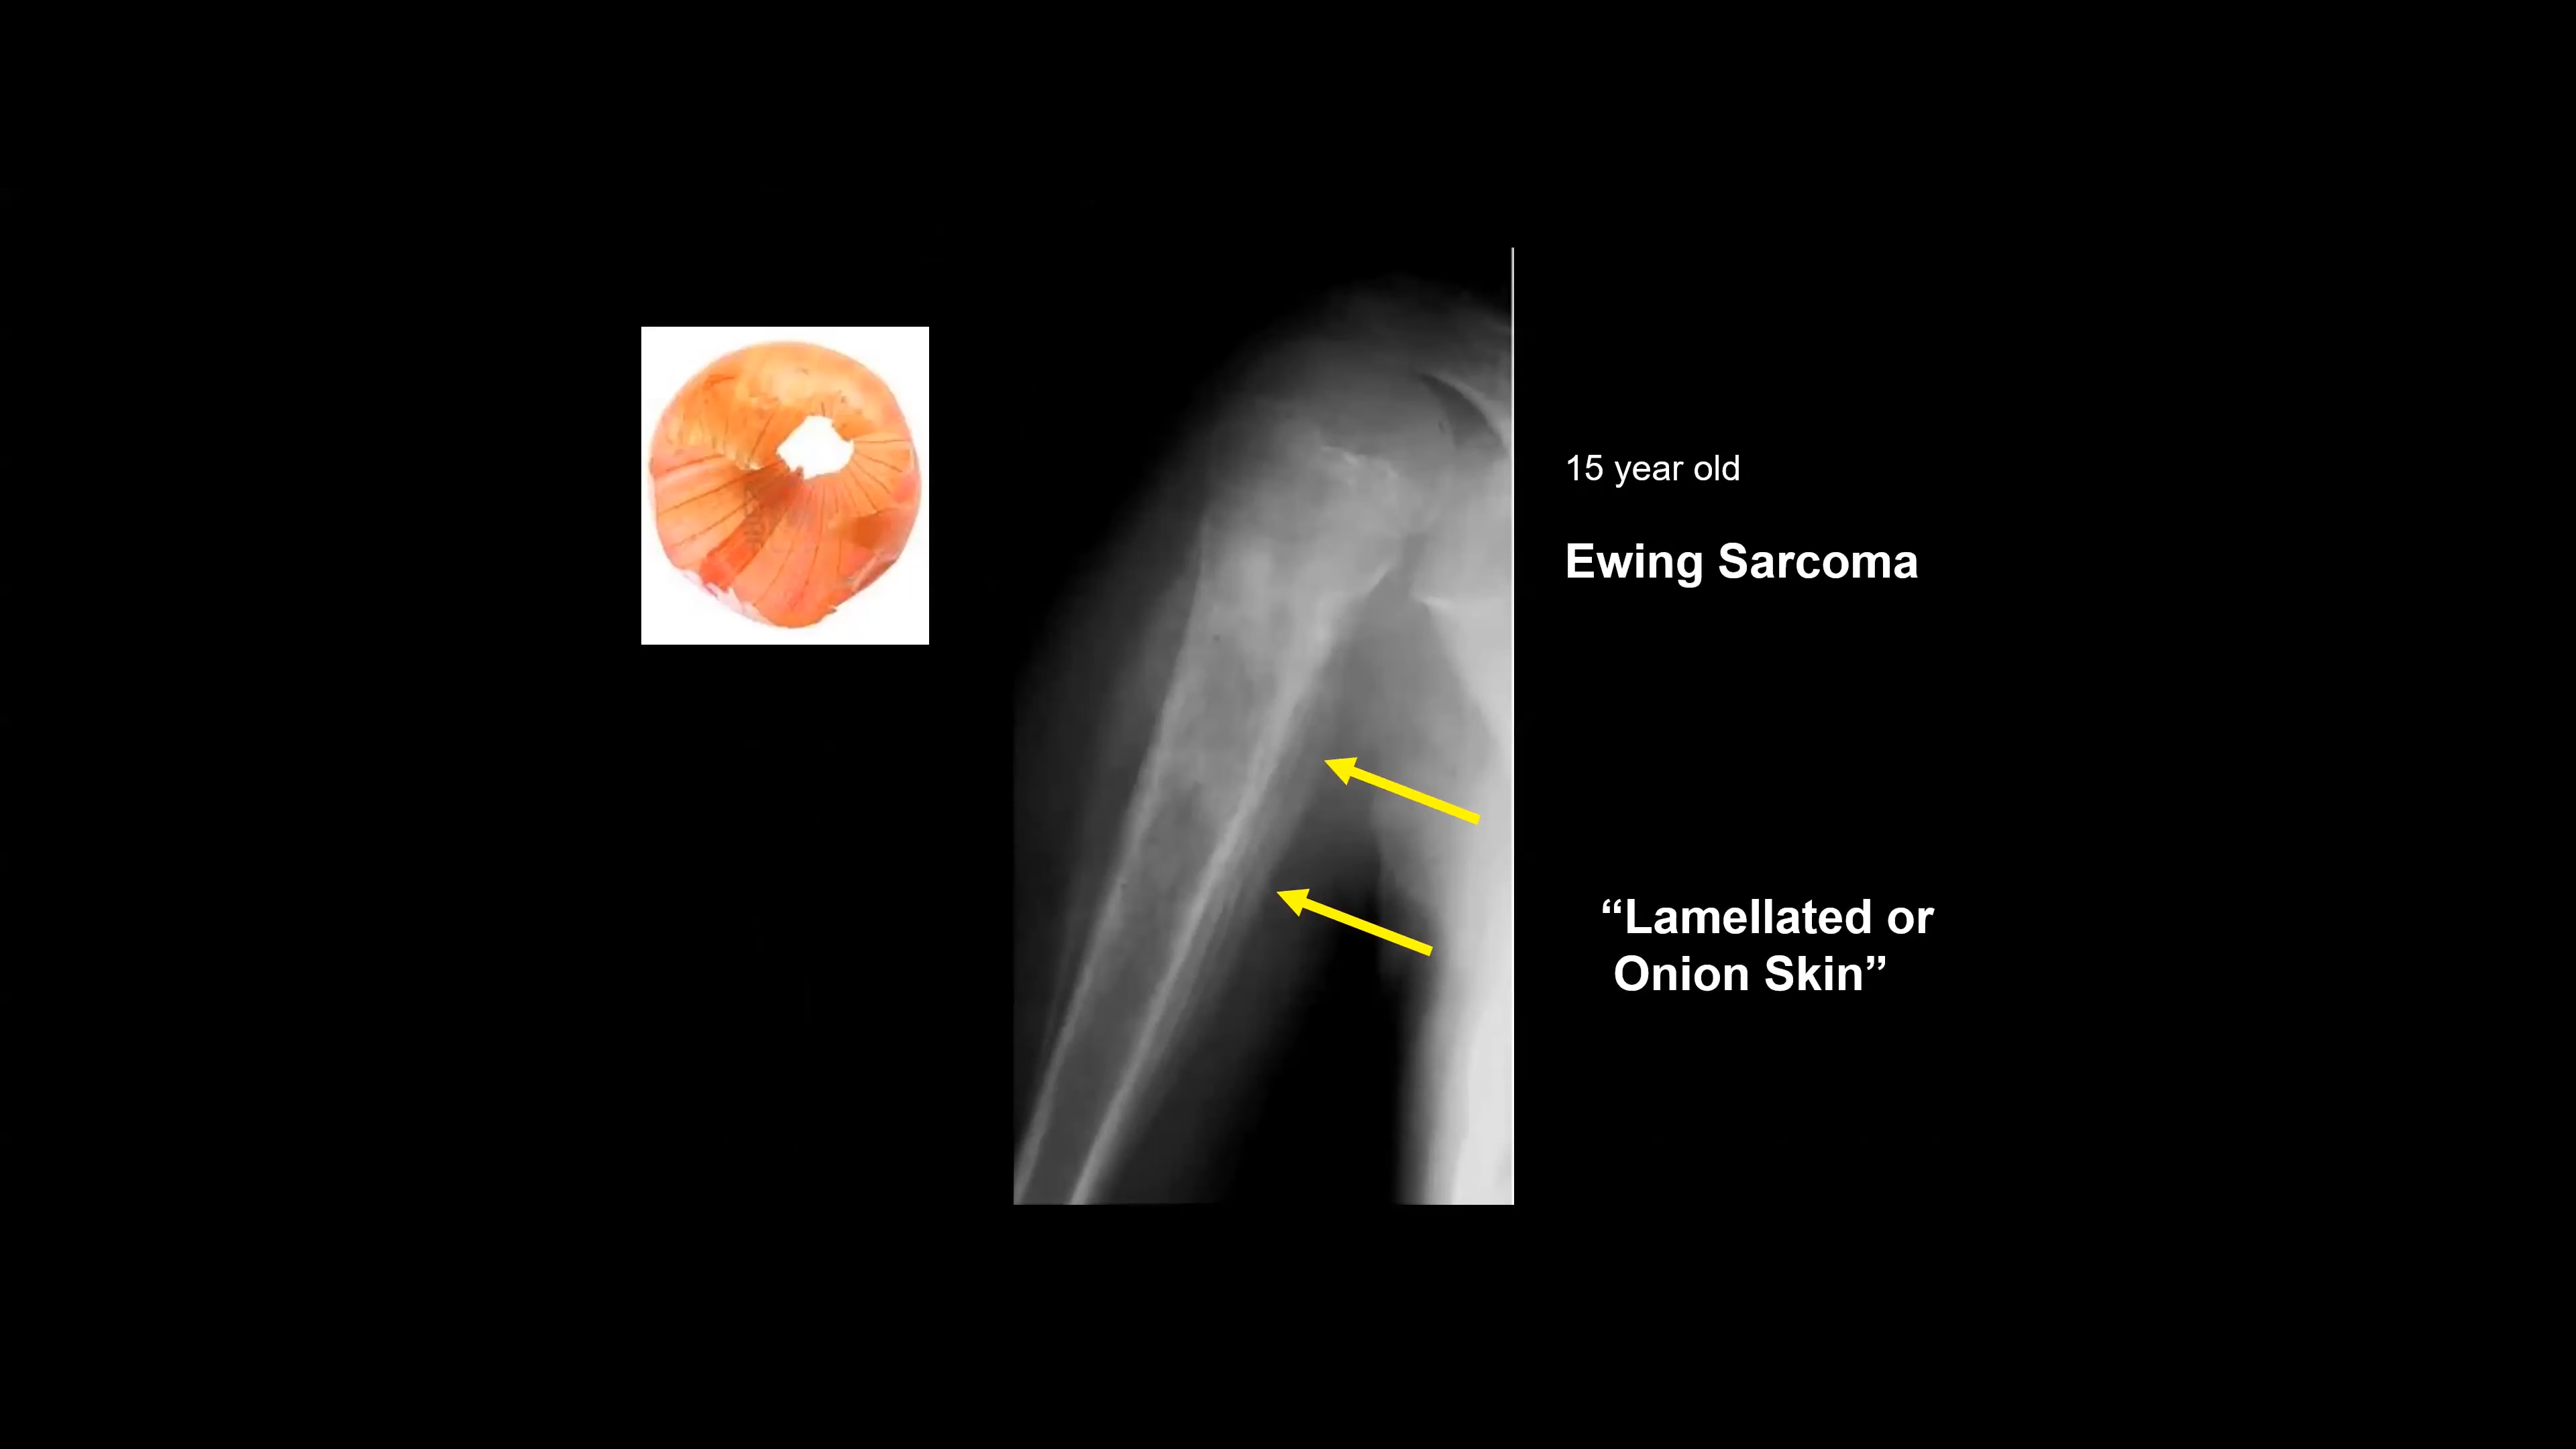 15 year old
Ewing Sarcoma
“Lamellated or
Onion Skin”